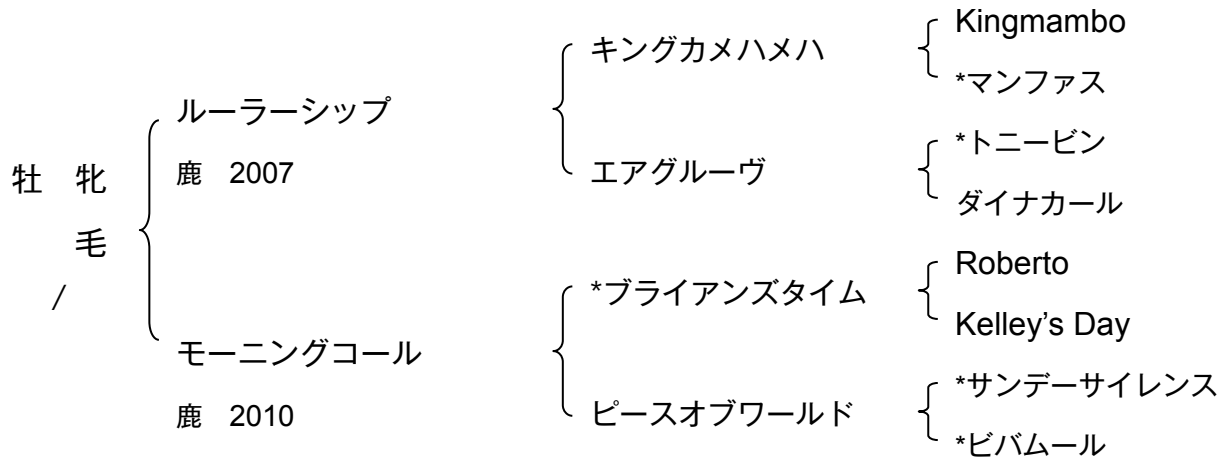 牡　牝
毛
/
ルーラーシップ
鹿　2007
モーニングコール
鹿　2010
キングカメハメハ
エアグルーヴ
*ブライアンズタイム
ピースオブワールド
Kingmambo
*マンファス
*トニービン
ダイナカール
Roberto
Kelley’s Day
*サンデーサイレンス
*ビバムール